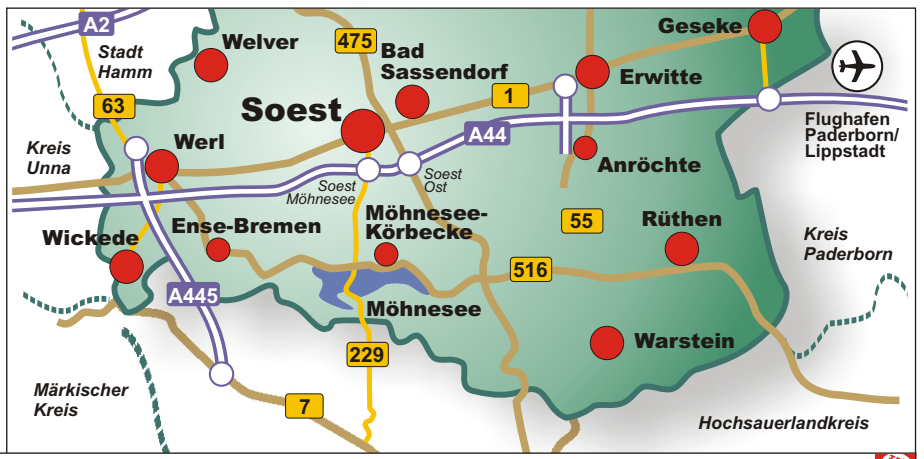 A2
Stadt
Hamm
Welver
475
Bad
Sassendorf
Geseke
Erwitte
63
1
Soest
A44
Flughafen
Paderborn/
Lippstadt
Kreis
Unna
Werl
Anröchte
Soest
Möhnesee
Soest
Ost
Wickede
Ense-Bremen
Möhnesee-
Körbecke
55
Rüthen
Kreis
Paderborn
516
A445
Möhnesee
Warstein
229
Märkischer
Kreis
7
Hochsauerlandkreis